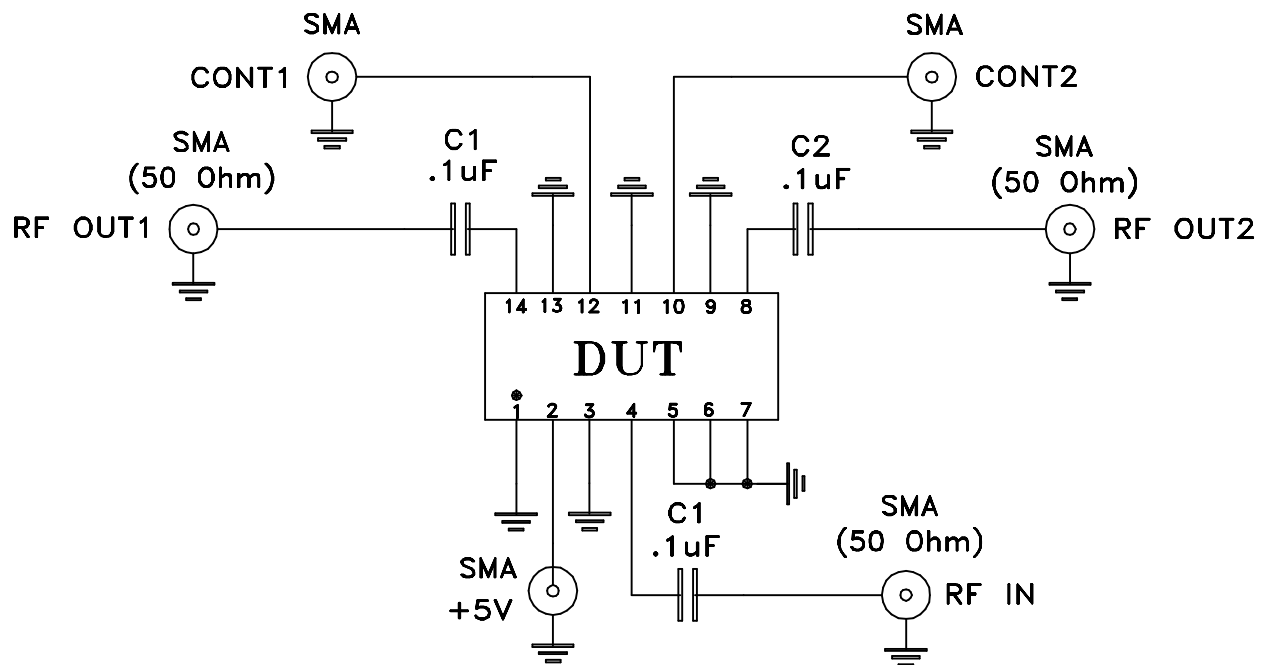 SMA
SMA
CONT1
CONT2
SMA
(50 Ohm)
C1
.1uF
C2
.1uF
SMA
(50 Ohm)
RF OUT1
RF OUT2
14 13 12 11 10 9 8
DUT
1 2 3 4 5 6 7
C1
.1uF
SMA
(50 Ohm)
SMA
+5V
RF IN